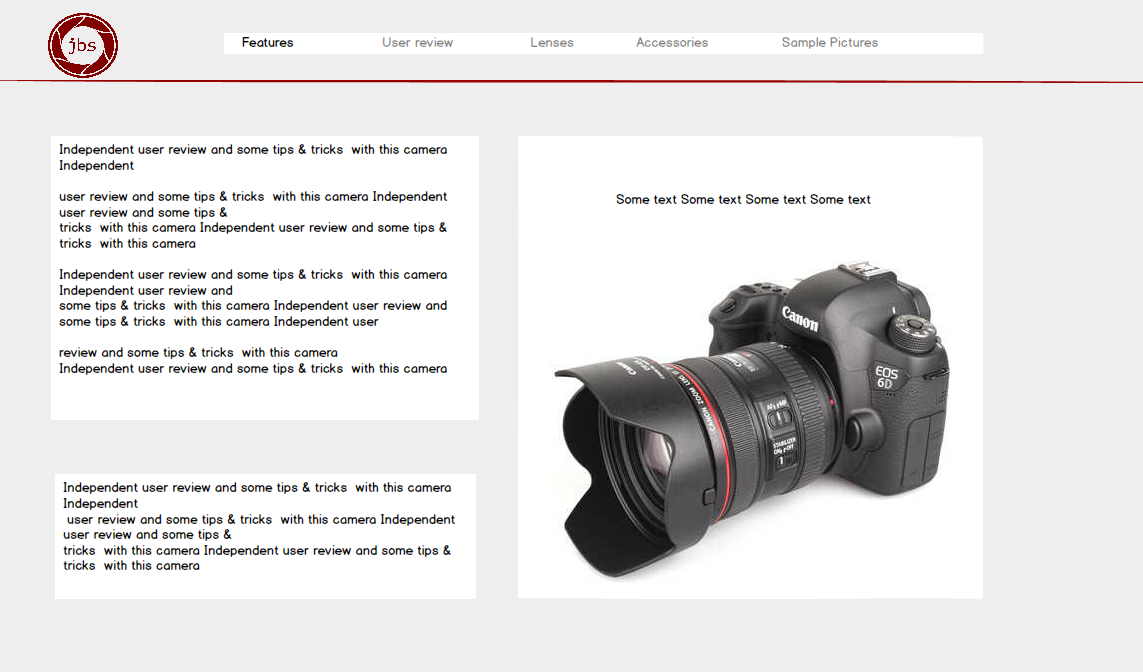 jbs
Features User review Lenses Accessories Sample Pictures
Independent user review and some tips & tricks with this camera
Independent
user review and some tips & tricks with this camera Independent
user review and some tips &
tricks with this camera Independent user review and some tips &
tricks with this camera
Independent user review and some tips & tricks with this camera
Independent user review and
some tips & tricks with this camera Independent user review and
some tips & tricks with this camera Independent user
review and some tips & tricks with this camera
Independent user review and some tips & tricks with this camera
Independent user review and some tips & tricks with this camera
Independent
user review and some tips & tricks with this camera Independent
user review and some tips &
tricks with this camera Independent user review and some tips &
tricks with this camera
Some text Some text Some text Some text
Canon
EOS
6D
Canon
CANON ZOOM LENS
AF MF
STABILIZER
ON OFF